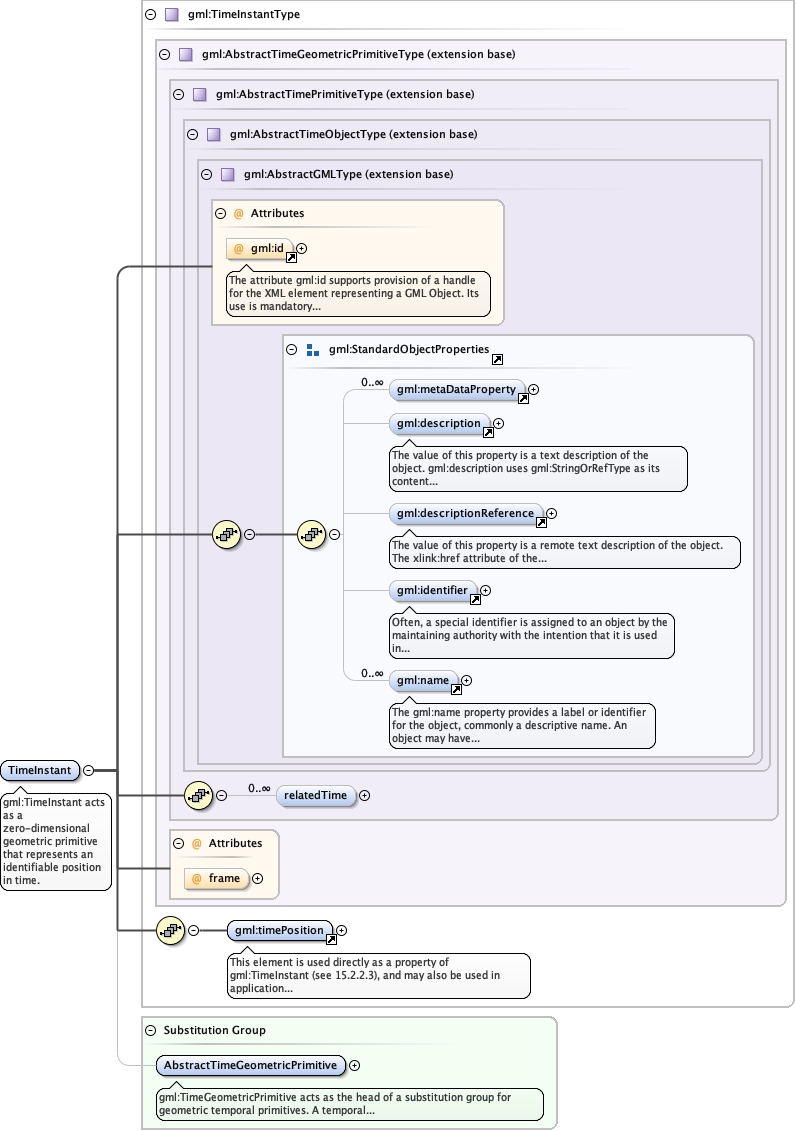 gml:TimeInstantType
gml:AbstractTimeGeometricPrimitiveType (extension base)
gml:AbstractTimePrimitiveType (extension base)
gml:AbstractTimeObjectType (extension base)
gml:AbstractGMLType (extension base)
@ Attributes
@ gml:id
The attribute gml:id supports provision of a handle
for the XML element representing a GML Object. Its
use is mandatory...
gml:StandardObjectProperties
0..∞
gml:metaDataProperty
gml:description
The value of this property is a text description of the
object. gml:description uses gml:StringOrRefType as its
content...
gml:descriptionReference
The value of this property is a remote text description of the object.
The xlink:href attribute of the...
gml:identifier
Often, a special identifier is assigned to an object by the
maintaining authority with the intention that it is used
in...
0..∞
gml:name
The gml:name property provides a label or identifier
for the object, commonly a descriptive name. An
object may have...
TimeInstant
gml:TimeInstant acts
as a
zero-dimensional
geometric primitive
that represents an
identifiable position
in time.
0..∞
relatedTime
@ Attributes
@ frame
gml:timePosition
This element is used directly as a property of
gml:TimeInstant (see 15.2.2.3), and may also be used in
application...
Substitution Group
AbstractTimeGeometricPrimitive
gml:TimeGeometricPrimitive acts as the head of a substitution group for
geometric temporal primitives. A temporal...